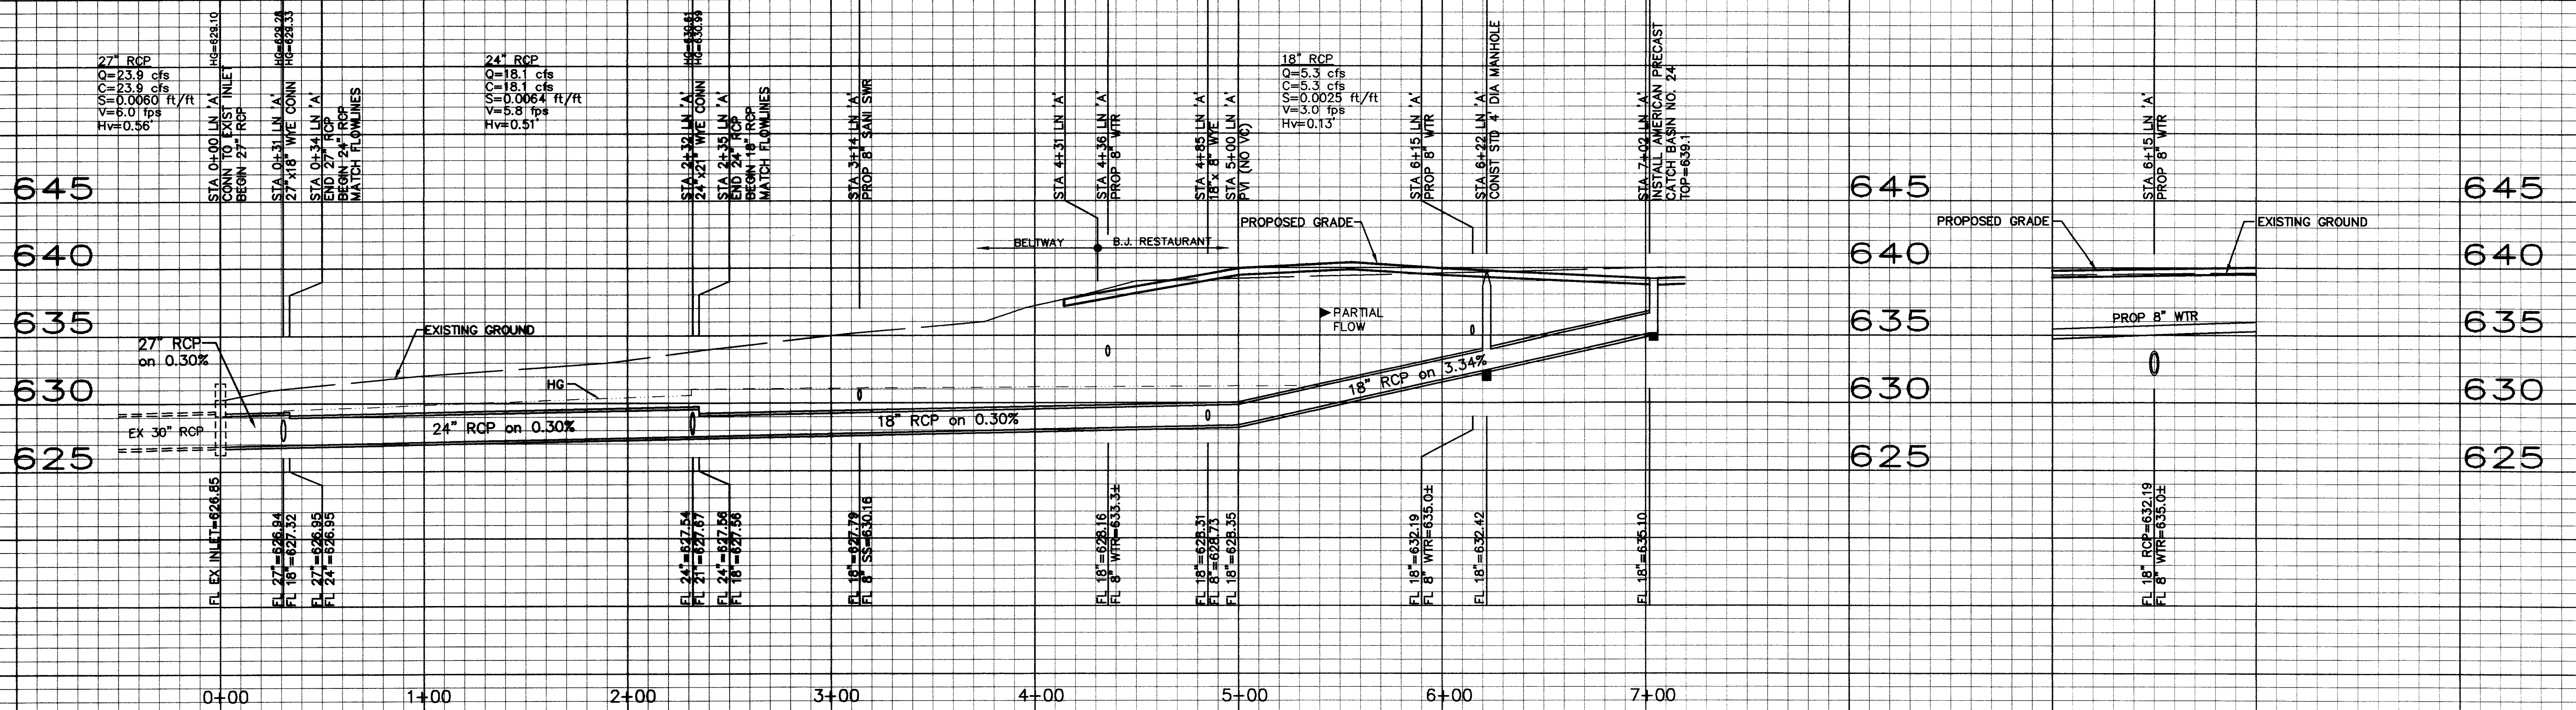 27" RCP
Q=23.9 cfs
C=23.9 cfs
S=0.0060 ft/ft
V=6.0 fps
Hv=0.56'
HG=629.10
STA 0+00 LN 'A'
CONN TO EXIST INLET
BEGIN 27" RCP
HG=629.28
HG=629.33
STA 0+31 LN 'A'
27"x18" WYE CONN
STA 0+34 LN 'A'
END 27" RCP
BEGIN 24" RCP
MATCH FLOWLINES
24" RCP
Q=18.1 cfs
C=18.1 cfs
S=0.0064 ft/ft
V=5.8 fps
Hv=0.51'
HG=630.99
STA 2+32 LN 'A'
24"x21" WYE CONN
STA 2+35 LN 'A'
END 24" RCP
BEGIN 18" RCP
MATCH FLOWLINES
STA 3+14 LN 'A'
PROP 8" SANI SWR
STA 4+31 LN 'A'
STA 4+36 LN 'A'
PROP 8" WTR
STA 4+85 LN 'A'
18"x 8" WYE
STA 5+00 LN 'A'
PVI (NO VC)
18" RCP
Q=5.3 cfs
C=5.3 cfs
S=0.0025 ft/ft
V=3.0 fps
Hv=0.13'
STA 6+15 LN 'A'
PROP 8" WTR
STA 6+22 LN 'A'
CONST STD 4' DIA MANHOLE
STA 7+02 LN 'A'
INSTALL AMERICAN PRECAST
CATCH BASIN NO. 24
TOP=639.1
STA 6+15 LN 'A'
PROP 8" WTR
645
645
645
640
640
640
635
635
635
630
630
630
625
625
625
BELTWAY
B.J. RESTAURANT
PROPOSED GRADE
PROPOSED GRADE
EXISTING GROUND
PARTIAL
FLOW
PROP 8" WTR
27" RCP
on 0.30%
EXISTING GROUND
HG
EX 30" RCP
24" RCP on 0.30%
18" RCP on 0.30%
18" RCP on 3.34%
FL EX INLET=626.85
FL 27"=626.94
FL 18"=627.32
FL 27"=626.95
FL 24"=626.95
FL 24"=627.54
FL 21"=627.67
FL 24"=627.56
FL 18"=627.56
FL 18"=627.79
FL 8" SS=630.16
FL 18"=628.16
FL 8" WTR=633.3±
FL 18"=628.31
FL 8"=628.73
FL 18"=628.35
FL 18"=632.19
FL 8" WTR=635.0±
FL 18"=632.42
FL 18"=635.10
FL 18" RCP=632.19
FL 8" WTR=635.0±
0+00
1+00
2+00
3+00
4+00
5+00
6+00
7+00